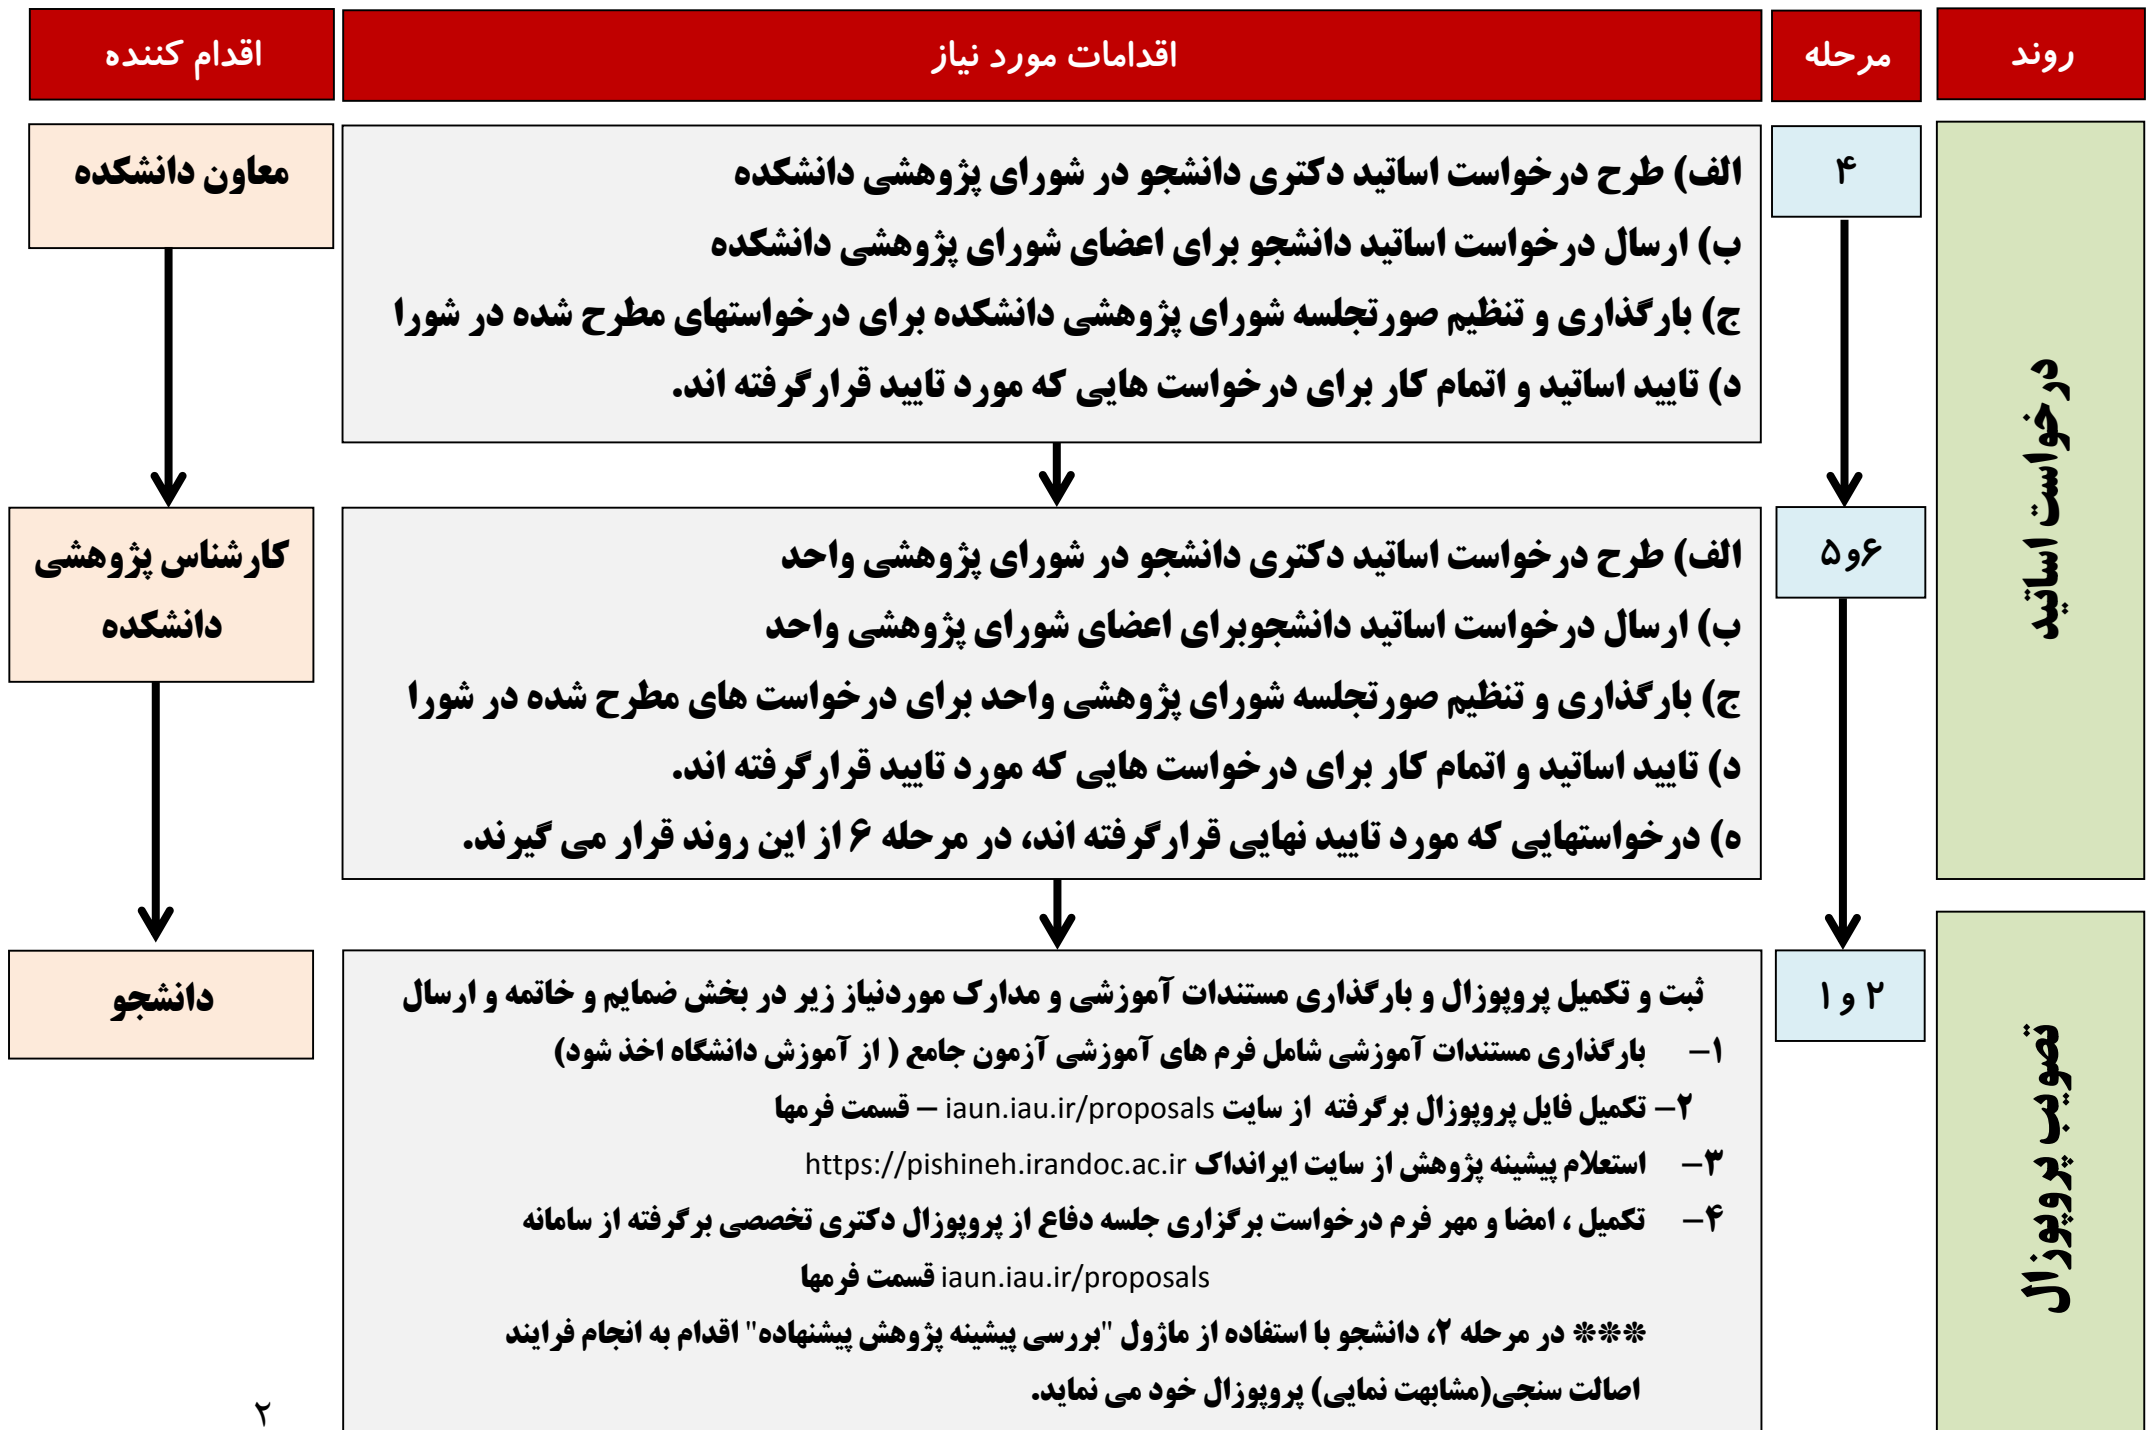 روند
مرحله
اقدامات مورد نیاز
اقدام کننده
درخواست اساتید
۴
الف) طرح درخواست اساتید دکتری دانشجو در شورای پژوهشی دانشکده
ب) ارسال درخواست اساتید دانشجو برای اعضای شورای پژوهشی دانشکده
ج) بارگذاری و تنظیم صورتجلسه شورای پژوهشی دانشکده برای درخواستهای مطرح شده در شورا
د) تایید اساتید و اتمام کار برای درخواست هایی که مورد تایید قرارگرفته اند.
معاون دانشکده
۵و۶
الف) طرح درخواست اساتید دکتری دانشجو در شورای پژوهشی واحد
ب) ارسال درخواست اساتید دانشجوبرای اعضای شورای پژوهشی واحد
ج) بارگذاری و تنظیم صورتجلسه شورای پژوهشی واحد برای درخواست های مطرح شده در شورا
د) تایید اساتید و اتمام کار برای درخواست هایی که مورد تایید قرارگرفته اند.
ه) درخواستهایی که مورد تایید نهایی قرارگرفته اند، در مرحله ۶ از این روند قرار می گیرند.
کارشناس پژوهشی
دانشکده
تصویب پروپوزال
۱ و ۲
ثبت و تکمیل پروپوزال و بارگذاری مستندات آموزشی و مدارک موردنیاز زیر در بخش ضمایم و خاتمه و ارسال
۱- بارگذاری مستندات آموزشی شامل فرم های آموزشی آزمون جامع ( از آموزش دانشگاه اخذ شود)
۲- تکمیل فایل پروپوزال برگرفته از سایت iaun.iau.ir/proposals – قسمت فرمها
۳- استعلام پیشینه پژوهش از سایت ایرانداک https://pishineh.irandoc.ac.ir
۴- تکمیل ، امضا و مهر فرم درخواست برگزاری جلسه دفاع از پروپوزال دکتری تخصصی برگرفته از سامانه
iaun.iau.ir/proposals قسمت فرمها
*** در مرحله ۲، دانشجو با استفاده از ماژول "بررسی پیشینه پژوهش پیشنهاده" اقدام به انجام فرایند
اصالت سنجی(مشابهت نمایی) پروپوزال خود می نماید.
دانشجو
۲